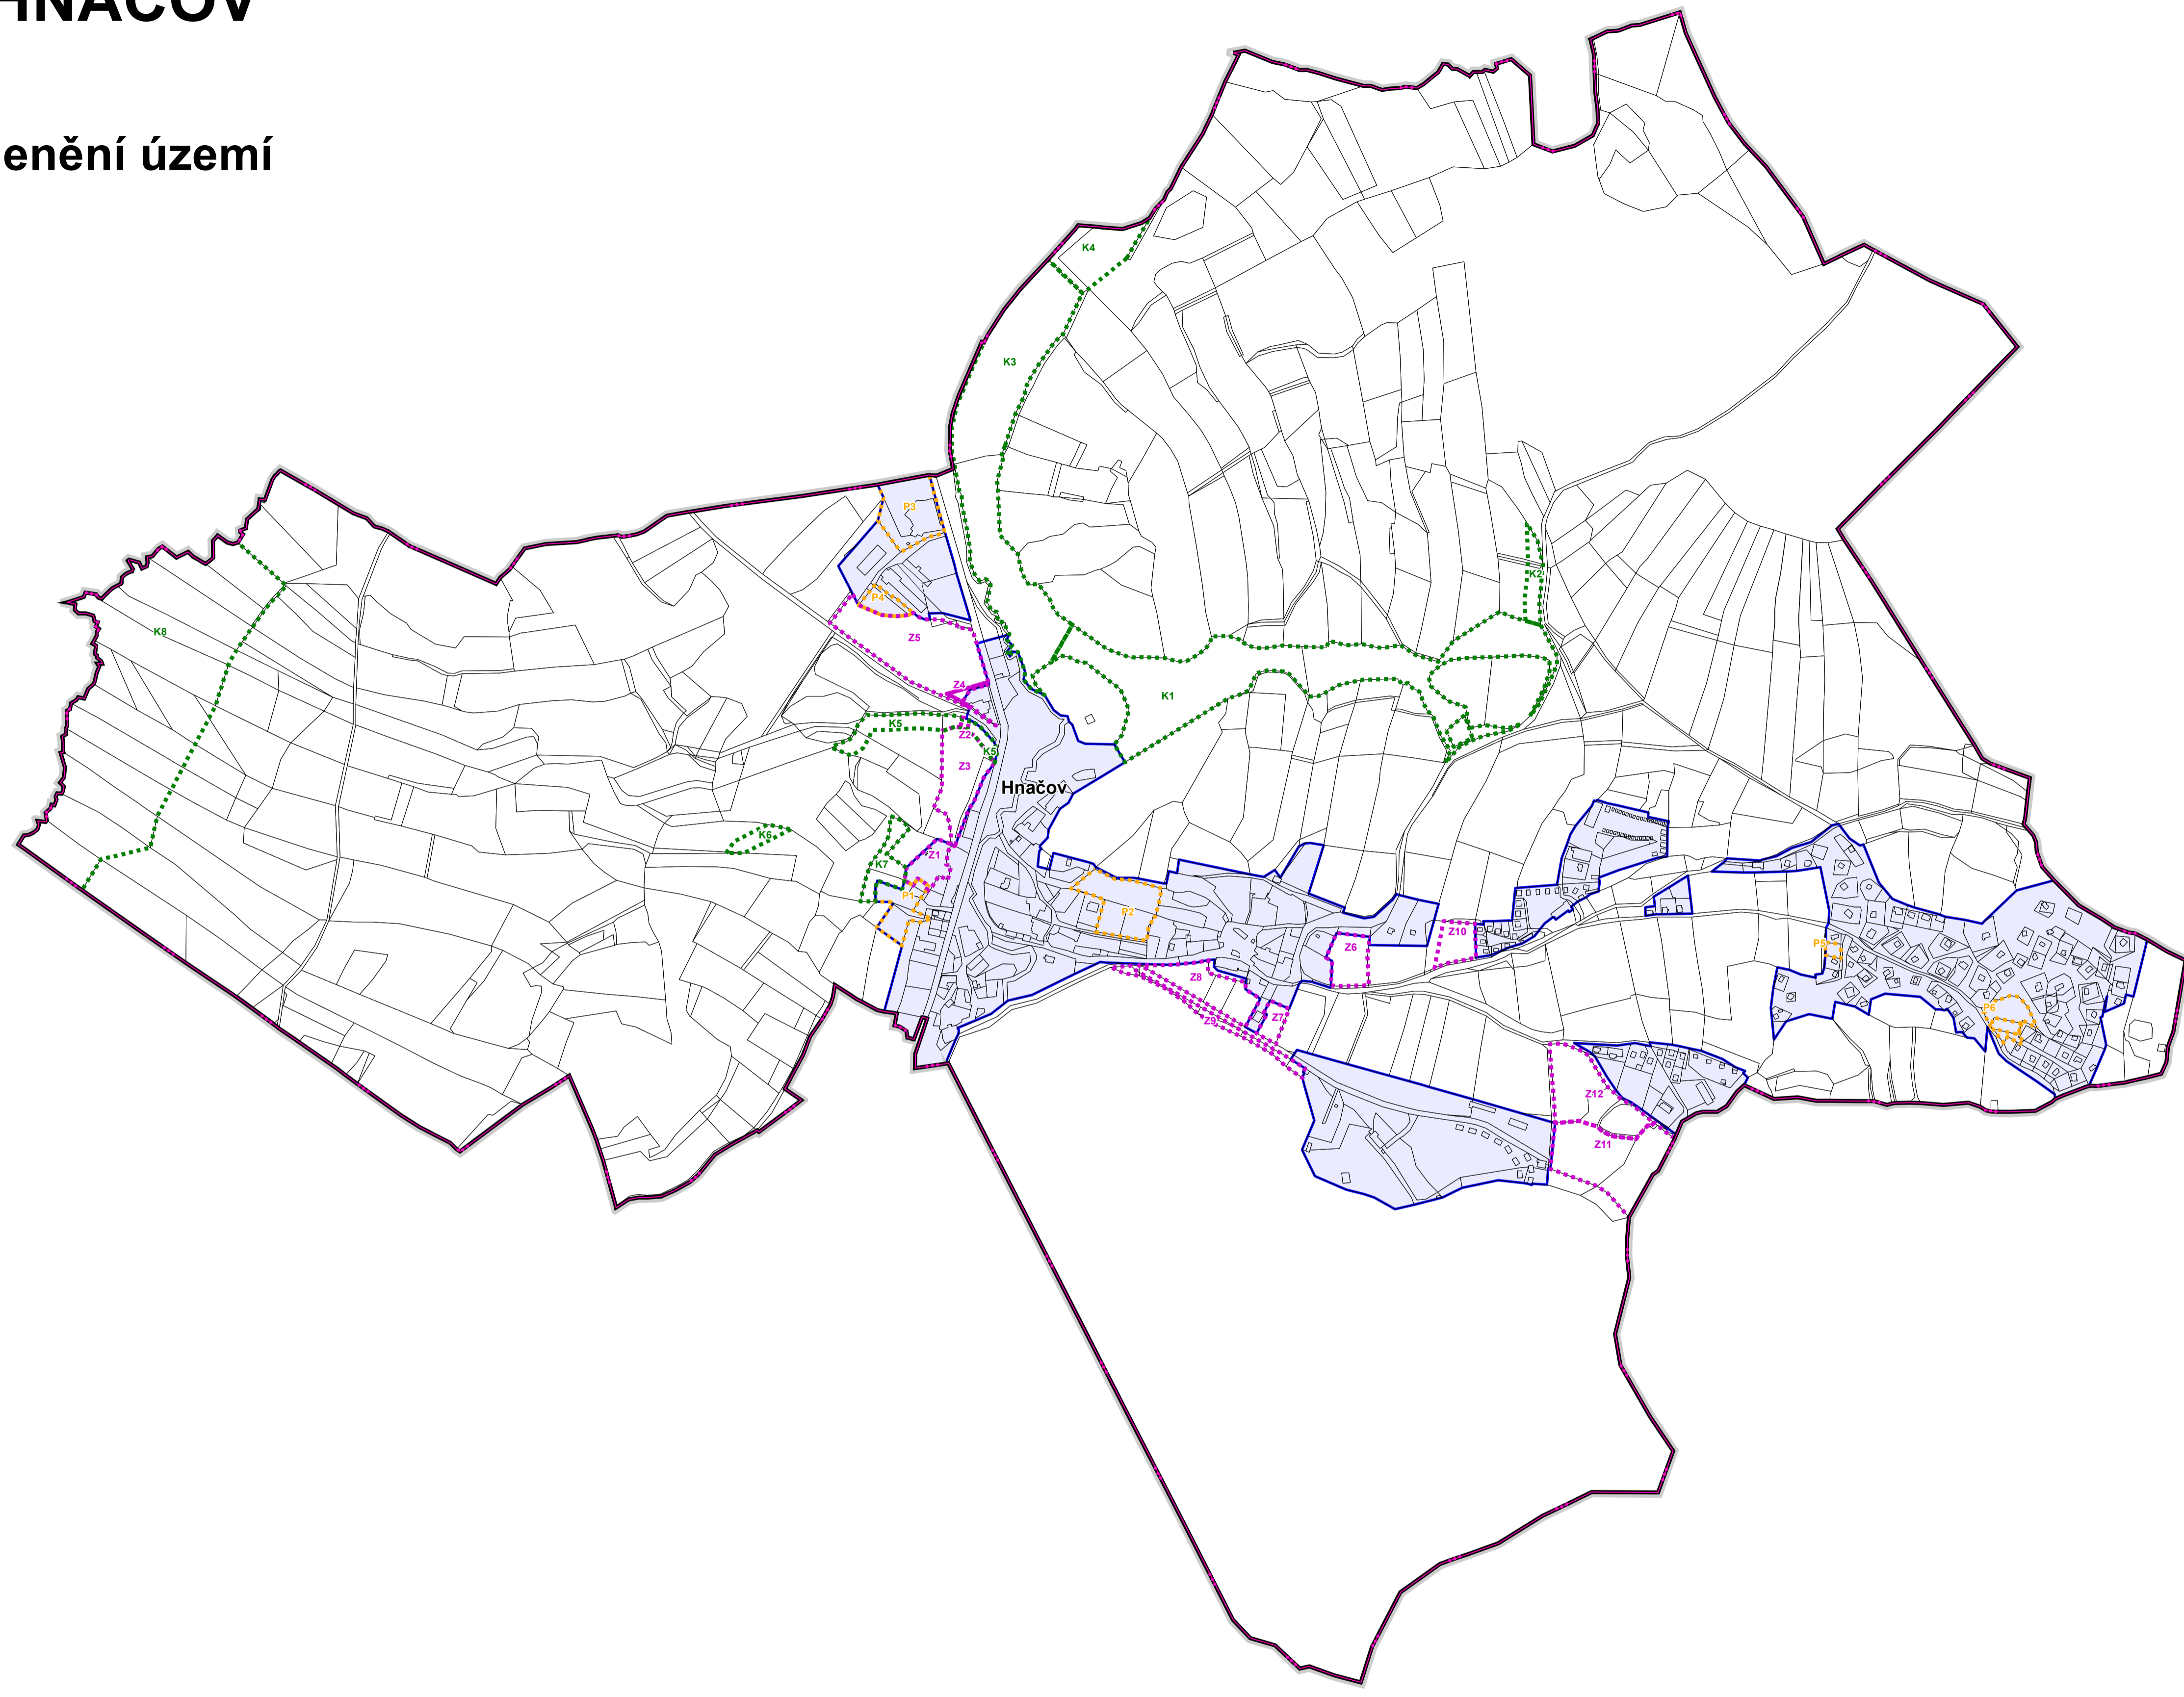 HNAČOV
enění území
K4
K3
P3
K2
P4
K8
Z5
Z4
K1
K5
Z2
K5
Z3
Hnačov
K6
Z1
K7
P1
P2
Z10
P5
Z6
Z8
P6
Z9
Z7
Z12
Z11